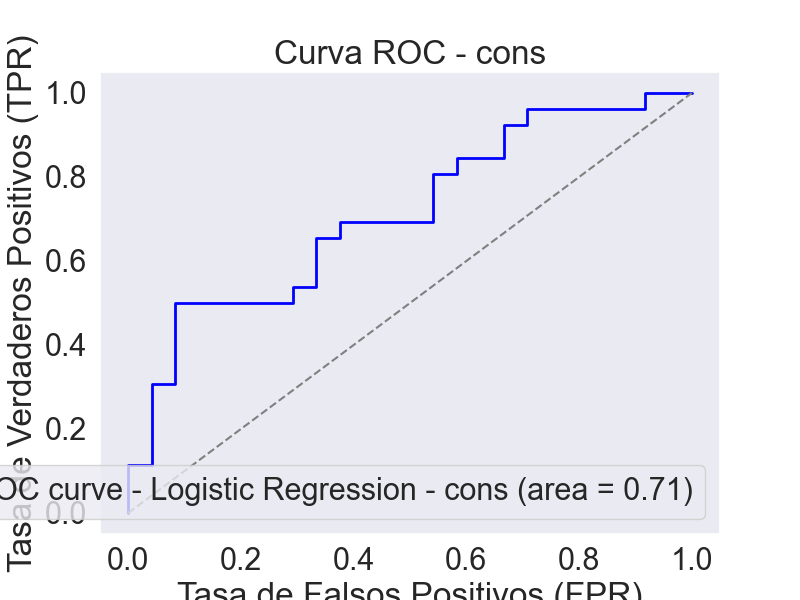 Curva ROC - cons
Tasa de Verdaderos Positivos (TPR)
1.0
0.8
0.6
0.4
0.2
0.0
OC curve - Logistic Regression - cons (area = 0.71)
0.0 0.2 0.4 0.6 0.8 1.0
Tasa de Falsos Positivos (FPR)